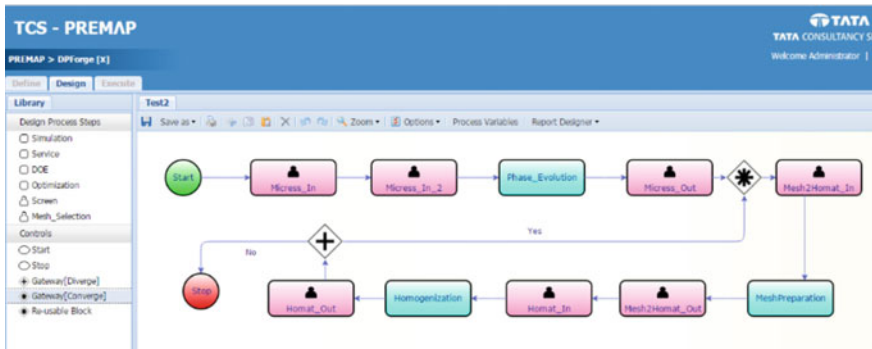 TCS - PREMAP
TATA
TATA CONSULTANCY S
PREMAP > DPForge [X]
Welcome Administrator |
Define Design Execute
Library
Test2
Design Process Steps
Save as Zoom Options Process Variables Report Designer
Simulation
Service
DOE
Optimization
Screen
Mesh_Selection
Controls
Start
Stop
Gateway[Diverge]
Gateway[Converge]
Re-usable Block
Start
Micress_In
Micress_In_2
Phase_Evolution
Micress_Out
Mesh2Homat_In
Yes
No
Stop
Homat_Out
Homogenization
Homat_In
Mesh2Homat_Out
MeshPreparation